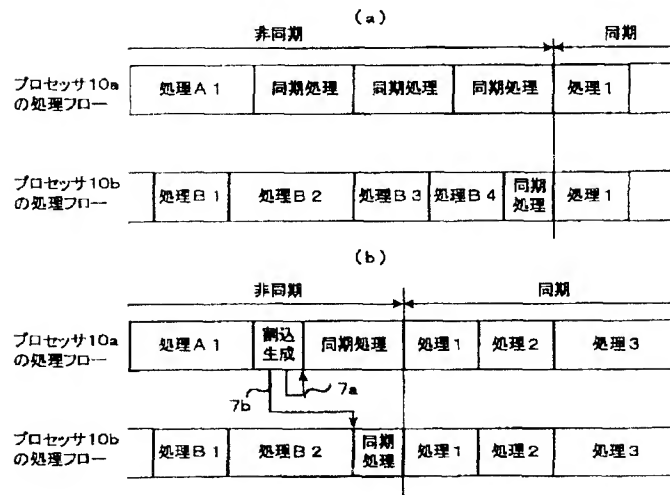 (a)
非同期 同期
プロセッサ10a
の処理フロー
処理A1 同期処理 同期処理 同期処理 処理1
プロセッサ10b
の処理フロー
処理B1 処理B2 処理B3 処理B4 同期
処理 処理1
(b)
非同期 同期
プロセッサ10a
の処理フロー
処理A1 割込
生成 同期処理 処理1 処理2 処理3
7b 7a
プロセッサ10b
の処理フロー
処理B1 処理B2 同期
処理 処理1 処理2 処理3